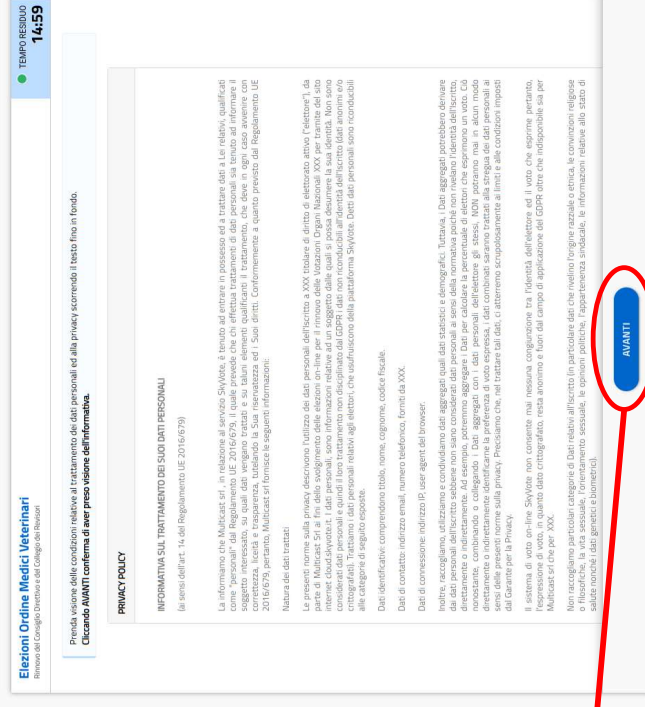 Elezioni Ordine Medici Veterinari
Rinnovo del Consiglio Direttivo e del Collegio dei Revisori
TEMPO RESIDUO
14:59
Prenda visione delle condizioni relative al trattamento dei dati personali ed alla privacy scorrendo il testo fino in fondo.
Cliccando AVANTI conferma di aver preso visione dell'informativa.
PRIVACY POLICY
INFORMATIVA SUL TRATTAMENTO DEI SUOI DATI PERSONALI
(ai sensi dell'art. 14 del Regolamento UE 2016/679)
La informiamo che Multicast srl , in relazione al servizio SkyVote, è tenuto ad entrare in possesso ed a trattare dati a Lei relativi, qualificati
come "personali" dal Regolamento UE 2016/679, il quale prevede che chi effettua trattamenti di dati personali sia tenuto ad informare il
soggetto interessato, su quali dati vengano trattati e su taluni elementi qualificanti il trattamento, che deve in ogni caso avvenire con
correttezza, liceità e trasparenza, tutelando la Sua riservatezza ed i Suoi diritti. Conformemente a quanto previsto dal Regolamento UE
2016/679, pertanto, Multicast srl fornisce le seguenti informazioni:
Natura dei dati trattati
Le presenti norme sulla privacy descrivono l'utilizzo dei dati personali dell'Iscritto a XXX titolare di diritto di elettorato attivo ("elettore"), da
parte di Multicast Srl ai fini dello svolgimento delle elezioni on-line per il rinnovo delle Votazioni Organi Nazionali XXX per tramite del sito
internet cloud.skyvote.it. I dati personali, sono informazioni relative ad un soggetto dalle quali si possa desumere la sua identità. Non sono
considerati dati personali e quindi il loro trattamento non disciplinato dal GDPR i dati non riconducibili all'identità dell'Iscritto (dati anonimi e/o
crittografati). Trattiamo i dati personali relativi agli elettori, che usufruiscono della piattaforma SkyVote. Detti dati personali sono riconducibili
alle categorie di seguito esposte.
Dati identificativi: comprendono titolo, nome, cognome, codice fiscale.
Dati di contatto: indirizzo email, numero telefonico, forniti da XXX.
Dati di connessione: indirizzo IP, user agent del browser.
Inoltre, raccogliamo, utilizziamo e condividiamo dati aggregati quali dati statistici e demografici. Tuttavia, i Dati aggregati potrebbero derivare
dai dati personali dell'Iscritto sebbene non siano considerati dati personali ai sensi della normativa poiché non rivelano l'identità dell'Iscritto,
direttamente o indirettamente. Ad esempio, potremmo aggregare i Dati per calcolare la percentuale di elettori che esprimono un voto. Ciò
nonostante, combinando o collegando i Dati aggregati con i dati personali dell'elettore gli stessi, NON potranno mai in alcun modo
direttamente o indirettamente identificarne la preferenza di voto espressa, i dati combinati saranno trattati alla stregua dei dati personali ai
sensi delle presenti norme sulla privacy. Precisiamo che, nel trattare tali dati, ci atterremo scrupolosamente ai limiti e alle condizioni imposti
dal Garante per la Privacy.
Il sistema di voto on-line SkyVote non consente mai nessuna congiunzione tra l'identità dell'elettore ed il voto che esprime pertanto,
l'espressione di voto, in quanto dato crittografato, resta anonimo e fuori dal campo di applicazione del GDPR oltre che indisponibile sia per
Multicast srl che per XXX.
Non raccogliamo particolari categorie di Dati relativi all'Iscritto (in particolare dati che rivelino l'origine razziale o etnica, le convinzioni religiose
o filosofiche, la vita sessuale, l'orientamento sessuale, le opinioni politiche, l'appartenenza sindacale, le informazioni relative allo stato di
salute nonché i dati genetici e biometrici).
AVANTI